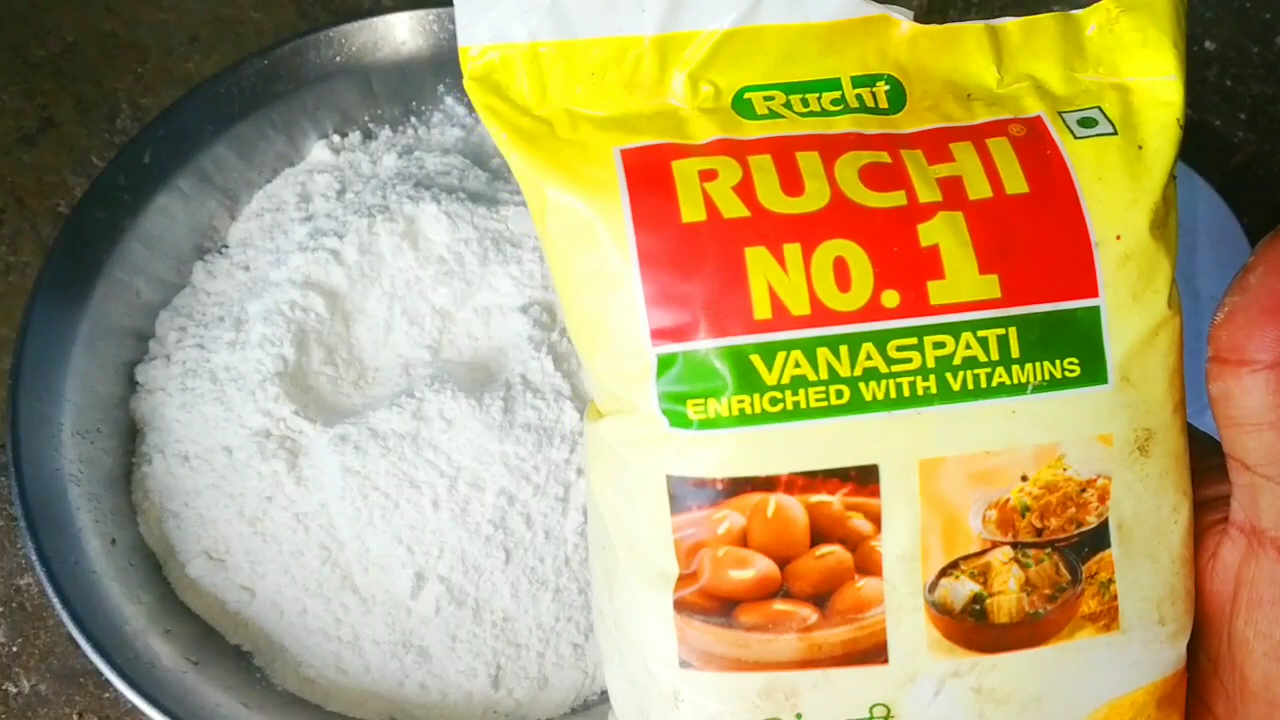 Ruchi
RUCHI®
NO. 1
VANASPATI
ENRICHED WITH VITAMINS